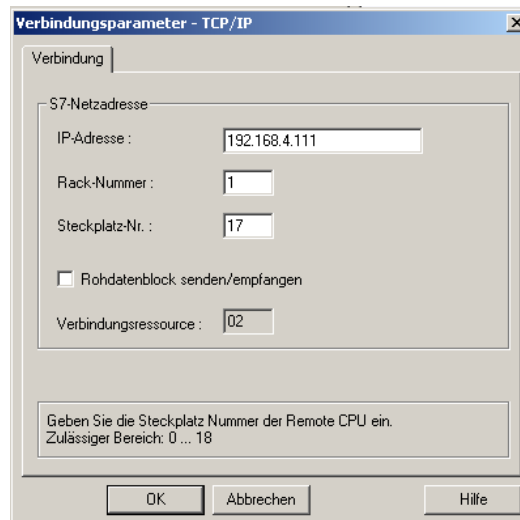 Verbindungsparameter - TCP/IP
Verbindung
S7-Netzadresse
IP-Adresse : 192.168.4.111
Rack-Nummer : 1
Steckplatz-Nr. : 17
Rohdatenblock senden/empfangen
Verbindungsressource : 02
Geben Sie die Steckplatz Nummer der Remote CPU ein.
Zulässiger Bereich: 0 ... 18
OK Abbrechen Hilfe